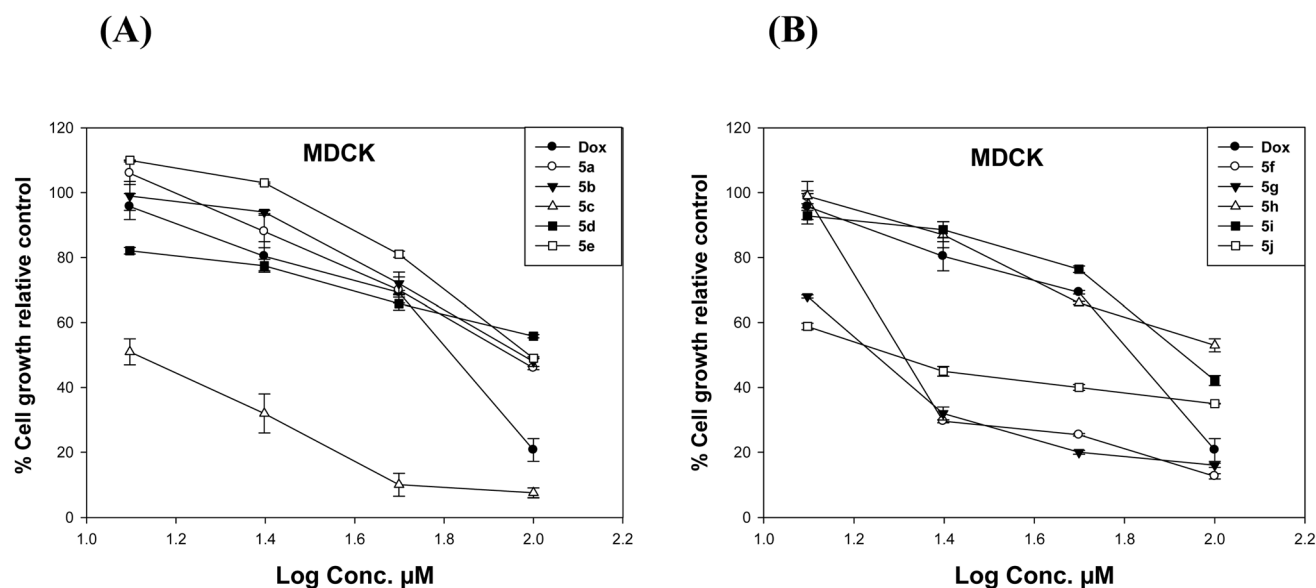 (A)
(B)
MDCK
Dox
5a
5b
5c
5d
5e
% Cell growth relative control
120
100
80
60
40
20
0
1.0 1.2 1.4 1.6 1.8 2.0 2.2
Log Conc. µM
MDCK
Dox
5f
5g
5h
5i
5j
% Cell growth relative control
120
100
80
60
40
20
0
1.0 1.2 1.4 1.6 1.8 2.0 2.2
Log Conc. µM